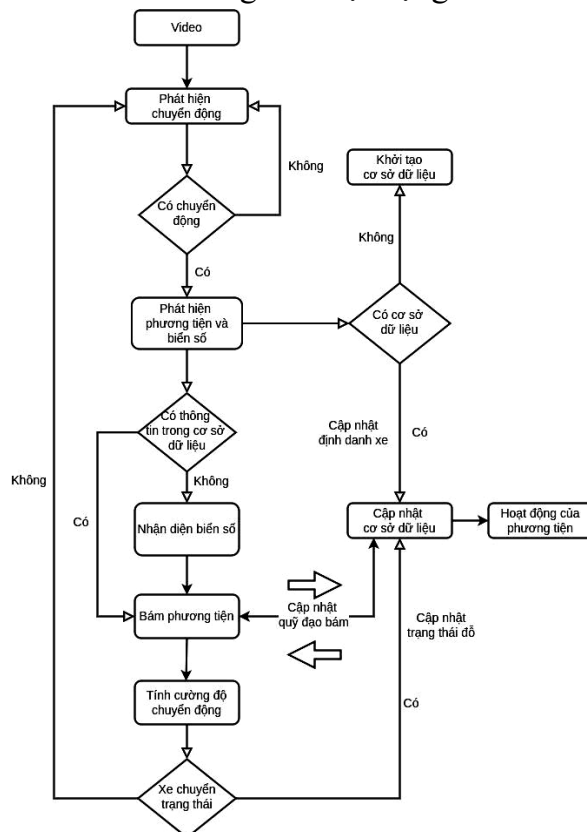 Video
Phát hiện
chuyển động
Không
Khởi tạo
cơ sở dữ liệu
Có chuyển
động
Không
Có
Phát hiện
phương tiện và
biển số
Có cơ sở
dữ liệu
Có thông
tin trong cơ sở
dữ liệu
Cập nhật
định danh xe
Có
Không
Có
Không
Nhận diện biển số
Cập nhật
cơ sở dữ liệu
Hoạt động của
phương tiện
Bám phương tiện
Cập nhật
quỹ đạo bám
Cập nhật
trạng thái đỗ
Tính cường độ
chuyển động
Có
Xe chuyển
trạng thái